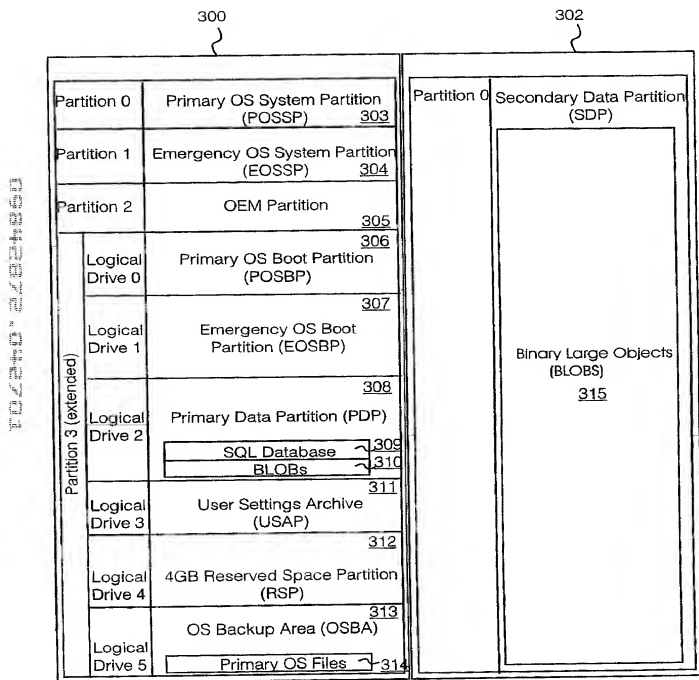 300
302
Partition 0
Primary OS System Partition
(POSSP)
303
Partition 1
Emergency OS System Partition
(EOSSP)
304
Partition 2
OEM Partition
305
Partition 3 (extended)
Logical
Drive 0
306
Primary OS Boot Partition
(POSBP)
Logical
Drive 1
307
Emergency OS Boot
Partition (EOSBP)
Logical
Drive 2
308
Primary Data Partition (PDP)
SQL Database
309
BLOBs
310
Logical
Drive 3
311
User Settings Archive
(USAP)
Logical
Drive 4
312
4GB Reserved Space Partition
(RSP)
Logical
Drive 5
313
OS Backup Area (OSBA)
Primary OS Files
314
Partition 0
Secondary Data Partition
(SDP)
Binary Large Objects
(BLOBS)
315